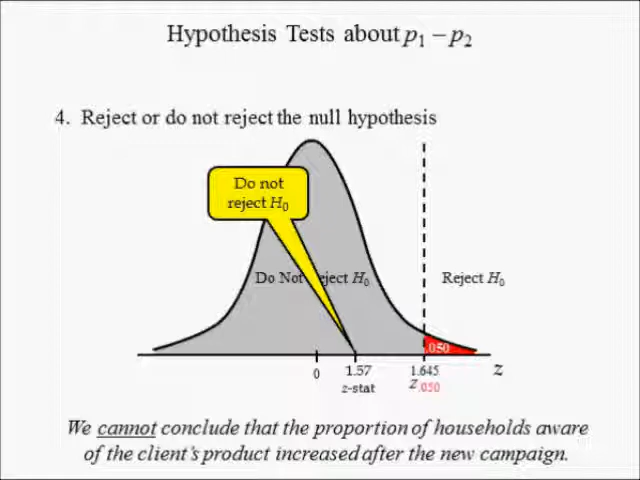 Hypothesis Tests about p₁ – p₂
4. Reject or do not reject the null hypothesis
Do not
reject H₀
Do Not Reject H₀
Reject H₀
.050
0
1.57
1.645
z
z-stat
z.050
We cannot conclude that the proportion of households aware
of the client's product increased after the new campaign.